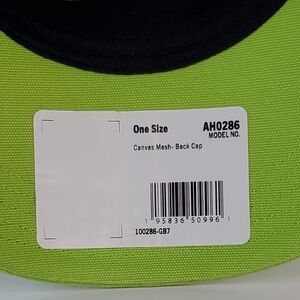 One Size AH0286
MODEL NO.
Canvas Mesh- Back Cap
1 95836 50996 1
100286-GB7